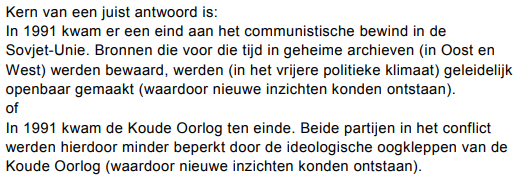 Kern van een juist antwoord is:
In 1991 kwam er een eind aan het communistische bewind in de
Sovjet-Unie. Bronnen die voor die tijd in geheime archieven (in Oost en
West) werden bewaard, werden (in het vrijere politieke klimaat) geleidelijk
openbaar gemaakt (waardoor nieuwe inzichten konden ontstaan).
of
In 1991 kwam de Koude Oorlog ten einde. Beide partijen in het conflict
werden hierdoor minder beperkt door de ideologische oogkleppen van de
Koude Oorlog (waardoor nieuwe inzichten konden ontstaan).